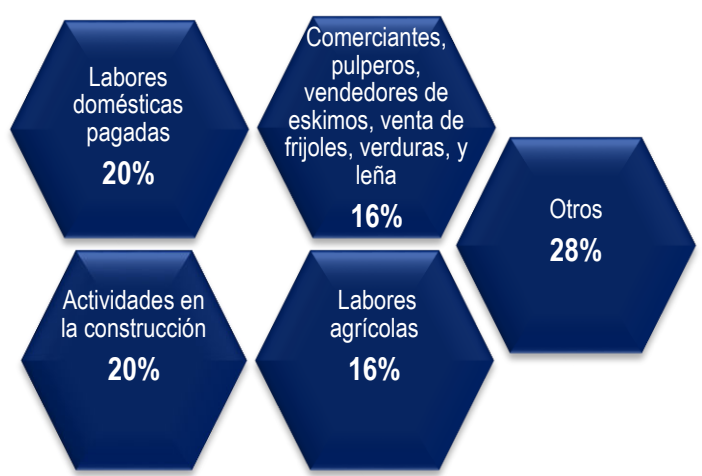 Labores
domésticas
pagadas
20%
Comerciantes,
pulperos,
vendedores de
eskimos, venta de
frijoles, verduras, y
leña
16%
Otros
28%
Actividades en
la construcción
20%
Labores
agrícolas
16%